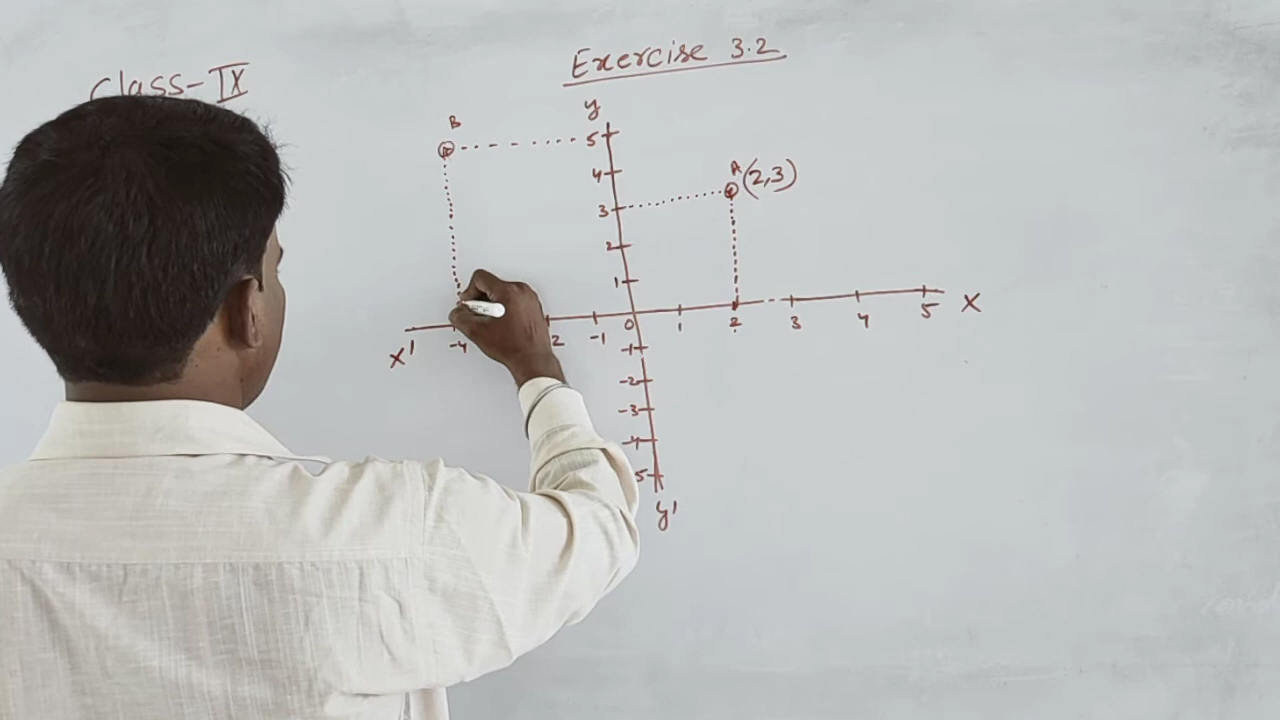 Class-IX
Exercise 3.2
y
B
5
4
A (2,3)
3
2
1
X' -4 2 -1 0 1 2 3 4 5 X
-1
-2
-3
-4
5
y'